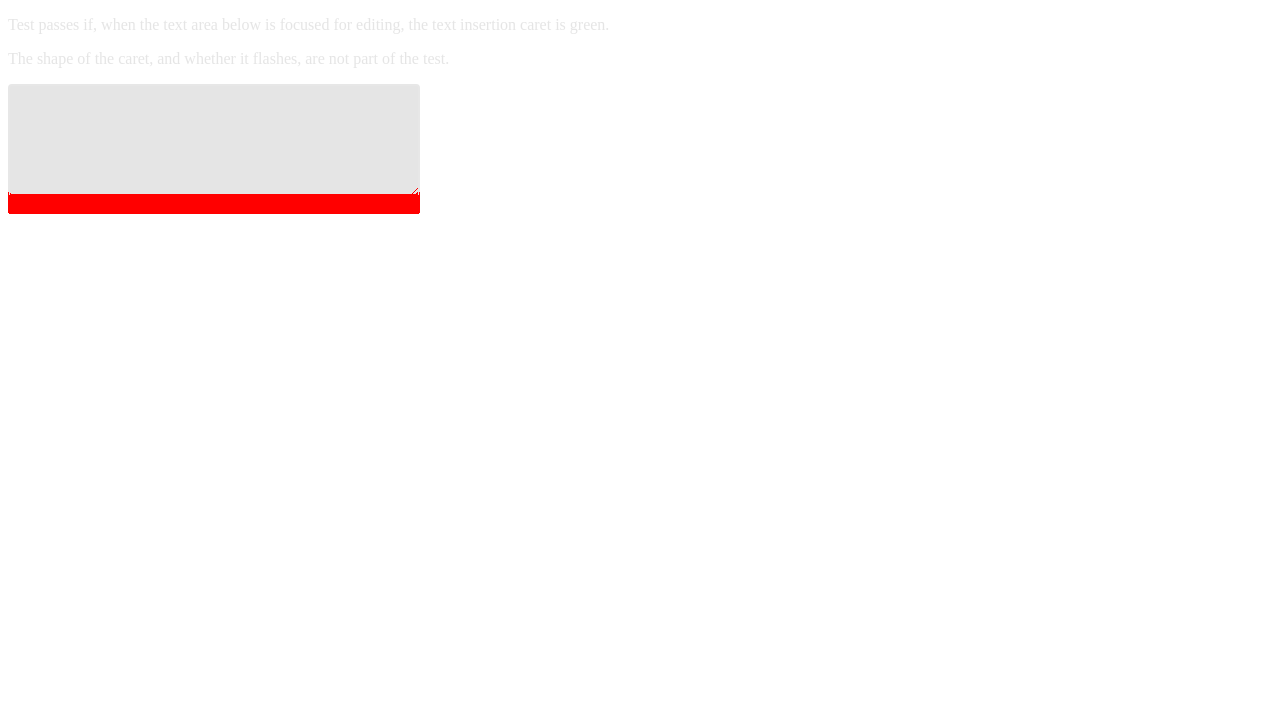 Test passes if, when the text area below is focused for editing, the text insertion caret is green.
The shape of the caret, and whether it flashes, are not part of the test.